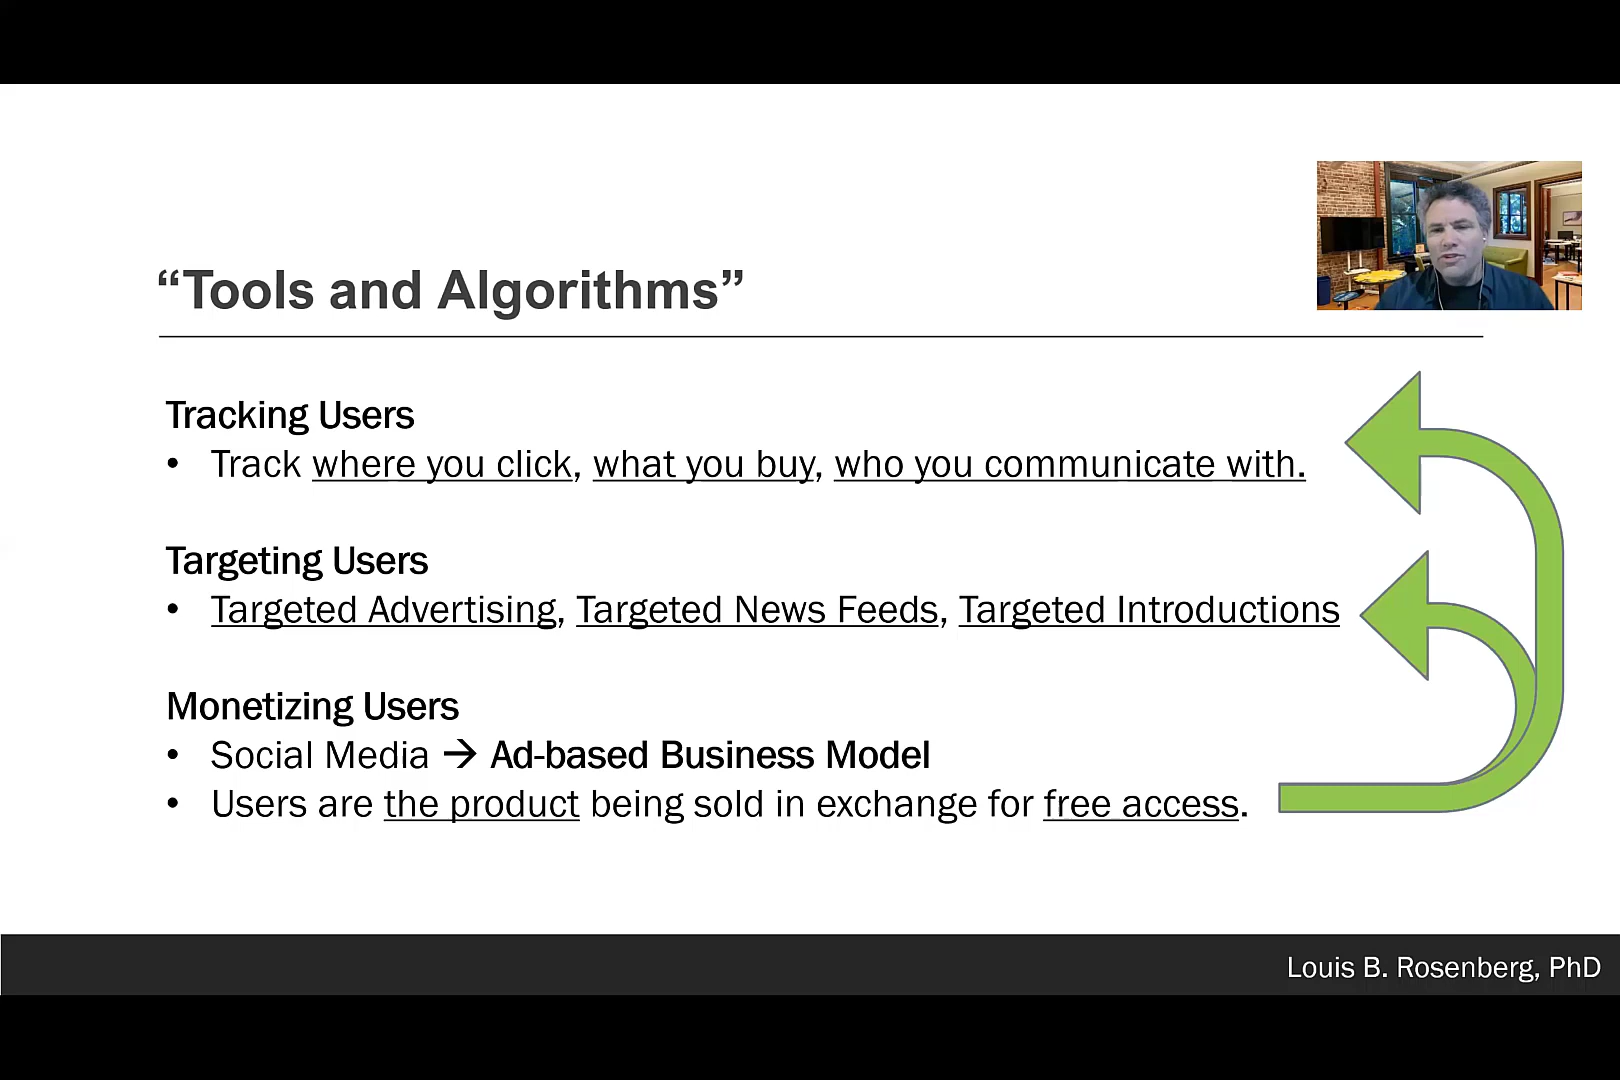 “Tools and Algorithms”
Tracking Users
• Track where you click, what you buy, who you communicate with.
Targeting Users
• Targeted Advertising, Targeted News Feeds, Targeted Introductions
Monetizing Users
• Social Media → Ad-based Business Model
• Users are the product being sold in exchange for free access.
Louis B. Rosenberg, PhD